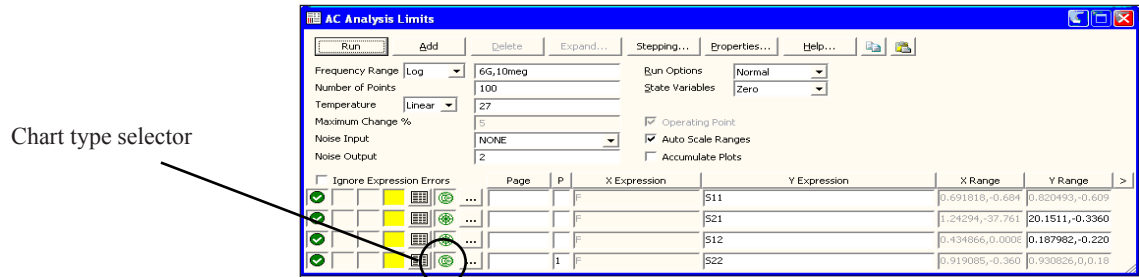 AC Analysis Limits
Run Add Delete Expand... Stepping... Properties... Help...
Frequency Range Log 6G,10meg Run Options Normal
Number of Points 100 State Variables Zero
Temperature Linear 27
Maximum Change % 5 Operating Point
Noise Input NONE Auto Scale Ranges
Noise Output 2 Accumulate Plots
Chart type selector
Ignore Expression Errors Page P X Expression Y Expression X Range Y Range >
... F S11 0.691818,-0.684 0.820493,-0.609
... F S21 1.24294,-37.761 20.1511,-0.3360
... F S12 0.434866,0.0008 0.187982,-0.220
... 1 F S22 0.919085,-0.360 0.930826,0,0.18